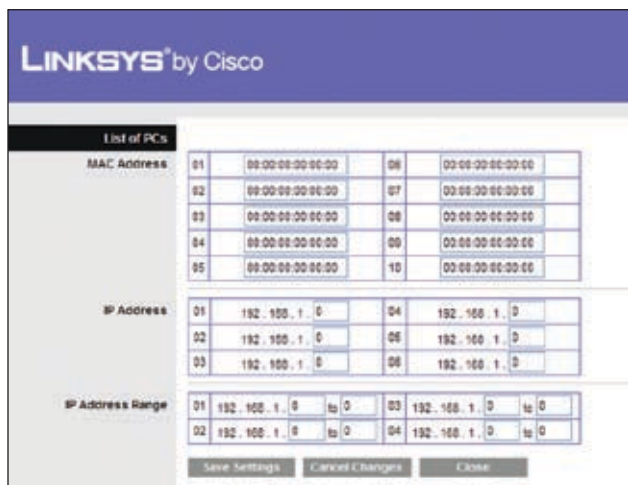 LINKSYS® by Cisco
List of PCs
MAC Address
01 00:00:00:00:00:00 06 00:00:00:00:00:00
02 00:00:00:00:00:00 07 00:00:00:00:00:00
03 00:00:00:00:00:00 08 00:00:00:00:00:00
04 00:00:00:00:00:00 09 00:00:00:00:00:00
05 00:00:00:00:00:00 10 00:00:00:00:00:00
IP Address
01 192.168.1.0 04 192.168.1.0
02 192.168.1.0 05 192.168.1.0
03 192.168.1.0 06 192.168.1.0
IP Address Range
01 192.168.1.0 to 0 03 192.168.1.0 to 0
02 192.168.1.0 to 0 04 192.168.1.0 to 0
Save Settings Cancel Changes Close